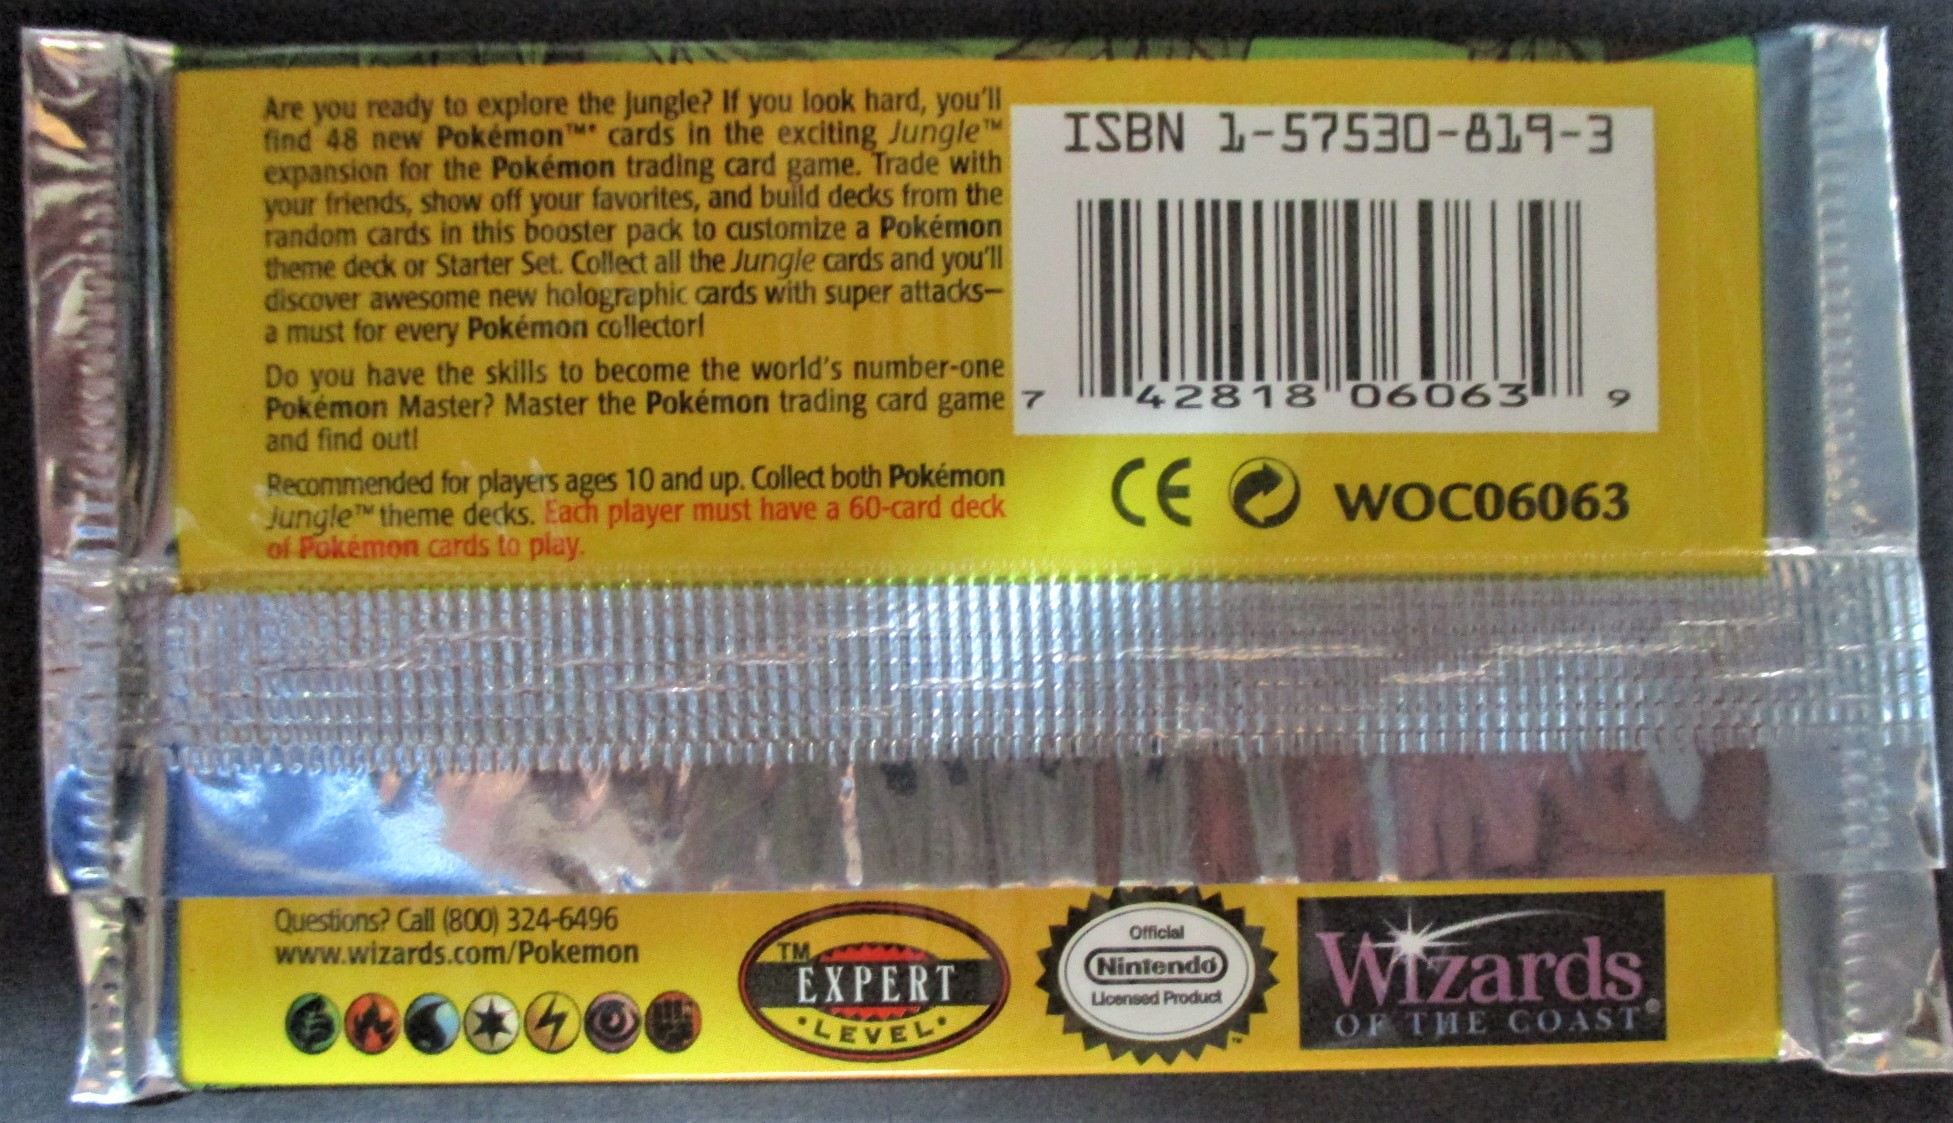 Are you ready to explore the Jungle? If you look hard, you'll
find 48 new Pokémon™* cards in the exciting Jungle™
expansion for the Pokémon trading card game. Trade with
your friends, show off your favorites, and build decks from the
random cards in this booster pack to customize a Pokémon
theme deck or Starter Set. Collect all the Jungle cards and you'll
discover awesome new holographic cards with super attacks—
a must for every Pokémon collector!
Do you have the skills to become the world's number-one
Pokémon Master? Master the Pokémon trading card game
and find out!
Recommended for players ages 10 and up. Collect both Pokémon
Jungle™ theme decks. Each player must have a 60-card deck
of Pokémon cards to play.
ISBN 1-57530-819-3
7 42818 06063 9
CE WOC06063
Questions? Call (800) 324-6496
www.wizards.com/Pokemon
TM
EXPERT
•LEVEL•
Official
Nintendo
Licensed Product
™
Wizards
OF THE COAST®